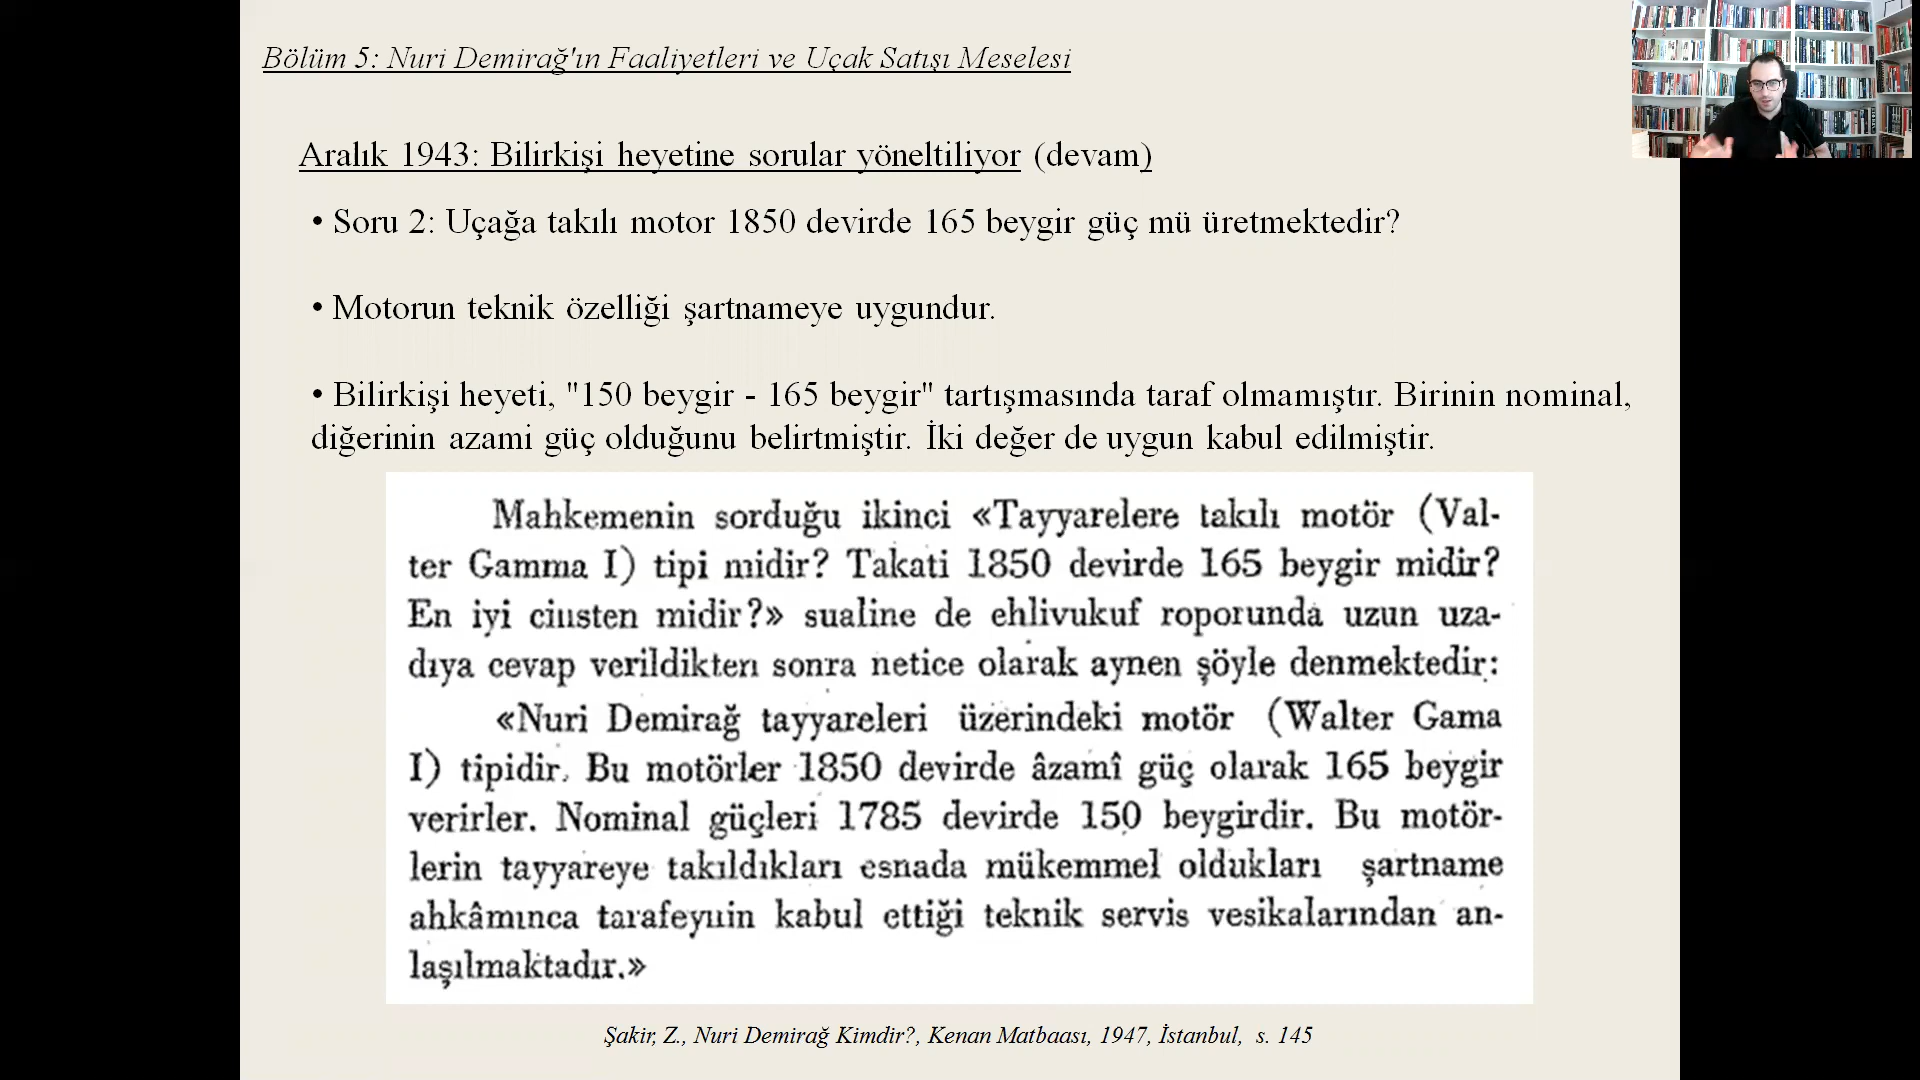 Bölüm 5: Nuri Demirağ'ın Faaliyetleri ve Uçak Satışı Meselesi
Aralık 1943: Bilirkişi heyetine sorular yöneltiliyor (devam)
• Soru 2: Uçağa takılı motor 1850 devirde 165 beygir güç mü üretmektedir?
• Motorun teknik özelliği şartnameye uygundur.
• Bilirkişi heyeti, "150 beygir - 165 beygir" tartışmasında taraf olmamıştır. Birinin nominal,
diğerinin azami güç olduğunu belirtmiştir. İki değer de uygun kabul edilmiştir.
Mahkemenin sorduğu ikinci «Tayyarelere takılı motör (Val-
ter Gamma I) tipi midir? Takati 1850 devirde 165 beygir midir?
En iyi cinsten midir?» sualine de ehlivukuf roporunda uzun uza-
dıya cevap verildikten sonra netice olarak aynen şöyle denmektedir:
«Nuri Demirağ tayyareleri üzerindeki motör (Walter Gama
I) tipidir. Bu motörler 1850 devirde âzamî güç olarak 165 beygir
verirler. Nominal güçleri 1785 devirde 150 beygirdir. Bu motör-
lerin tayyareye takıldıkları esnada mükemmel oldukları şartname
ahkâmınca tarafeynin kabul ettiği teknik servis vesikalarından an-
laşılmaktadır.»
Şakir, Z., Nuri Demirağ Kimdir?, Kenan Matbaası, 1947, İstanbul, s. 145